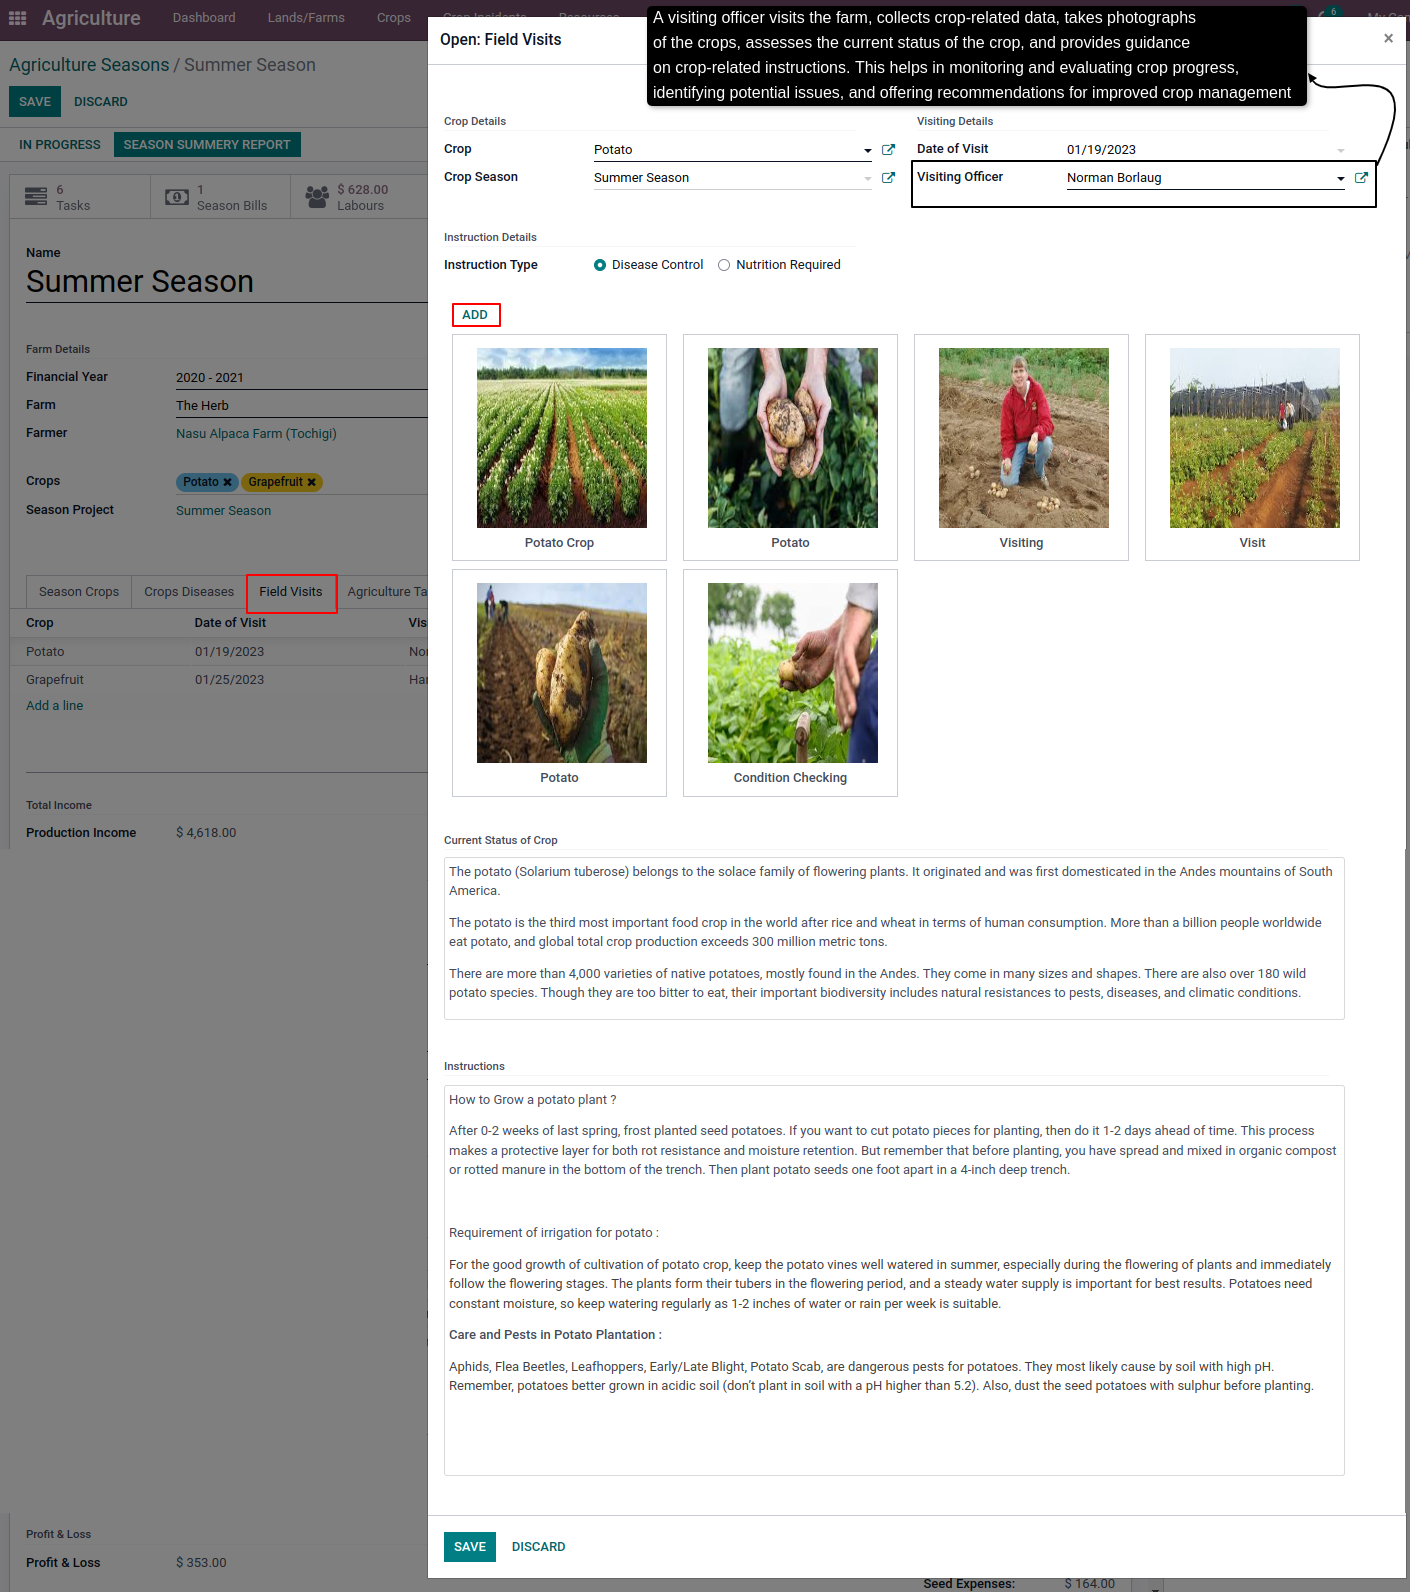 Agriculture
Dashboard
Lands/Farms
Crops
Crop Incidents
Resources
6
A visiting officer visits the farm, collects crop-related data, takes photographs
of the crops, assesses the current status of the crop, and provides guidance
on crop-related instructions. This helps in monitoring and evaluating crop progress,
identifying potential issues, and offering recommendations for improved crop management
Agriculture Seasons / Summer Season
SAVE
DISCARD
IN PROGRESS
SEASON SUMMERY REPORT
6
Tasks
1
Season Bills
$ 628.00
Labours
Name
Summer Season
Farm Details
Financial Year
2020 - 2021
Farm
The Herb
Farmer
Nasu Alpaca Farm (Tochigi)
Crops
Potato ✖
Grapefruit ✖
Season Project
Summer Season
Season Crops
Crops Diseases
Field Visits
Agriculture Ta
Crop
Date of Visit
Vis
Potato
01/19/2023
Nor
Grapefruit
01/25/2023
Har
Add a line
Total Income
Production Income
$ 4,618.00
Profit & Loss
Profit & Loss
$ 353.00
Open: Field Visits
×
Crop Details
Crop
Potato
Crop Season
Summer Season
Visiting Details
Date of Visit
01/19/2023
Visiting Officer
Norman Borlaug
Instruction Details
Instruction Type
Disease Control
Nutrition Required
ADD
Potato Crop
Potato
Visiting
Visit
Potato
Condition Checking
Current Status of Crop
The potato (Solarium tuberose) belongs to the solace family of flowering plants. It originated and was first domesticated in the Andes mountains of South
America.
The potato is the third most important food crop in the world after rice and wheat in terms of human consumption. More than a billion people worldwide
eat potato, and global total crop production exceeds 300 million metric tons.
There are more than 4,000 varieties of native potatoes, mostly found in the Andes. They come in many sizes and shapes. There are also over 180 wild
potato species. Though they are too bitter to eat, their important biodiversity includes natural resistances to pests, diseases, and climatic conditions.
Instructions
How to Grow a potato plant ?
After 0-2 weeks of last spring, frost planted seed potatoes. If you want to cut potato pieces for planting, then do it 1-2 days ahead of time. This process
makes a protective layer for both rot resistance and moisture retention. But remember that before planting, you have spread and mixed in organic compost
or rotted manure in the bottom of the trench. Then plant potato seeds one foot apart in a 4-inch deep trench.
Requirement of irrigation for potato :
For the good growth of cultivation of potato crop, keep the potato vines well watered in summer, especially during the flowering of plants and immediately
follow the flowering stages. The plants form their tubers in the flowering period, and a steady water supply is important for best results. Potatoes need
constant moisture, so keep watering regularly as 1-2 inches of water or rain per week is suitable.
Care and Pests in Potato Plantation :
Aphids, Flea Beetles, Leafhoppers, Early/Late Blight, Potato Scab, are dangerous pests for potatoes. They most likely cause by soil with high pH.
Remember, potatoes better grown in acidic soil (don’t plant in soil with a pH higher than 5.2). Also, dust the seed potatoes with sulphur before planting.
SAVE
DISCARD
Seed Expenses:
$ 164.00